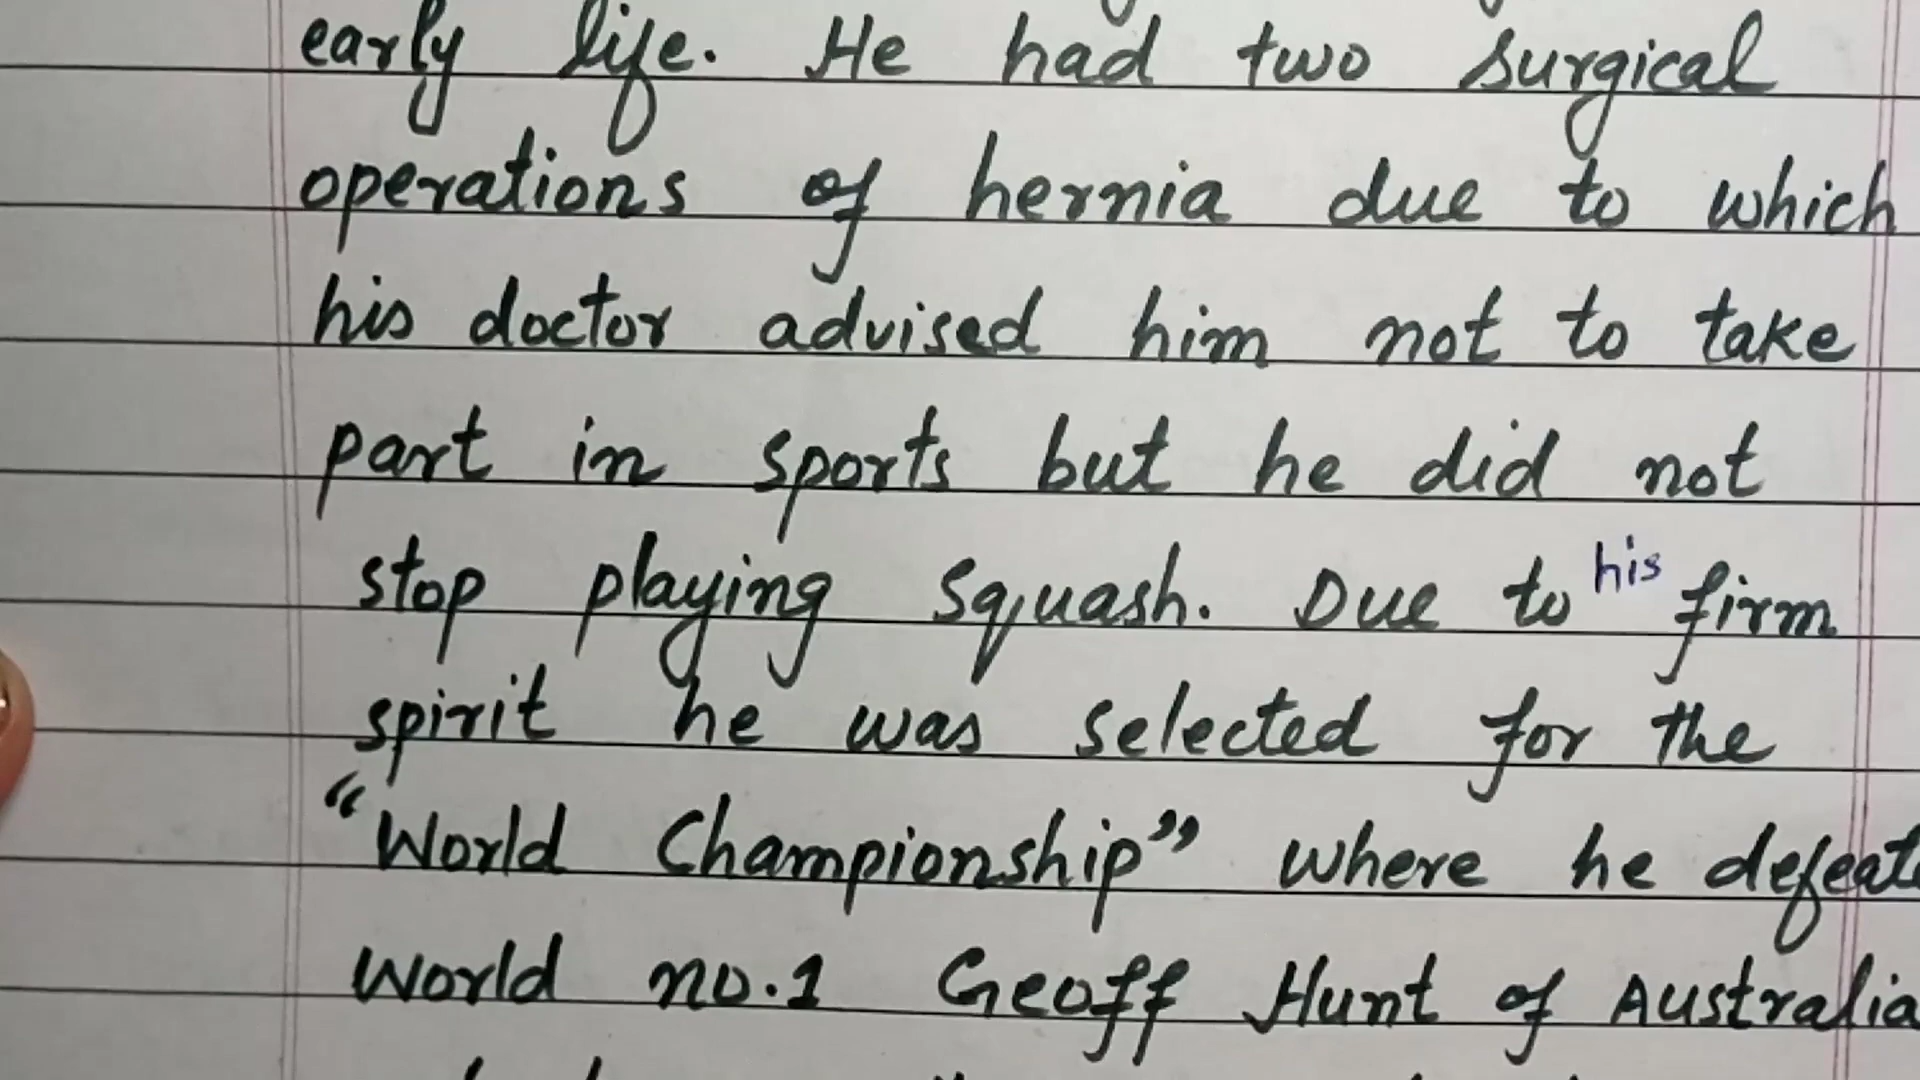 early life. He had two surgical
operations of hernia due to which
his doctor advised him not to take
part in sports but he did not
stop playing squash. Due to his firm
spirit he was selected for the
"World Championship" where he defeate
world no.1 Geoff Hunt of Australia